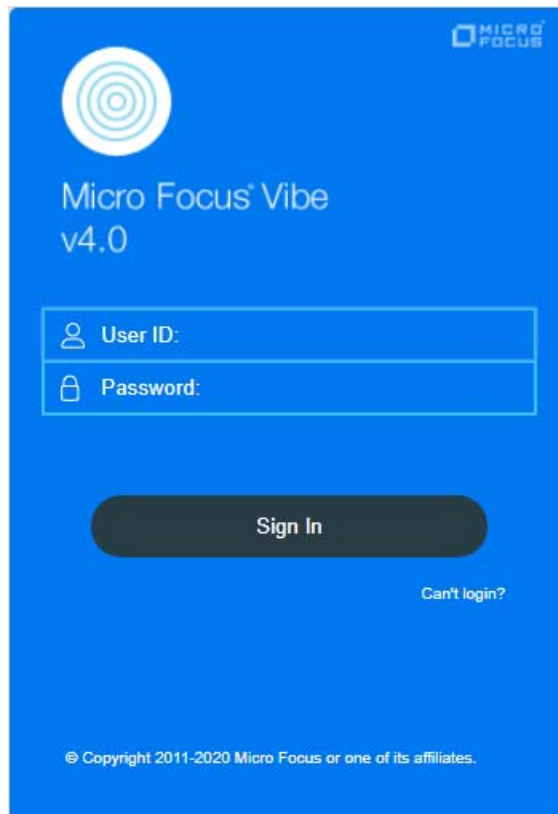 MICRO
FOCUS
Micro Focus® Vibe
v4.0
User ID:
Password:
Sign In
Can't login?
© Copyright 2011-2020 Micro Focus or one of its affiliates.